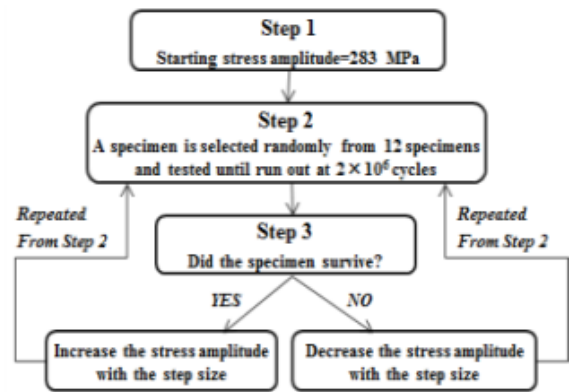 Step 1
Starting stress amplitude=283 MPa
Step 2
A specimen is selected randomly from 12 specimens
and tested until run out at 2×10⁶ cycles
Repeated
From Step 2
Repeated
From Step 2
Step 3
Did the specimen survive?
YES
NO
Increase the stress amplitude
with the step size
Decrease the stress amplitude
with the step size